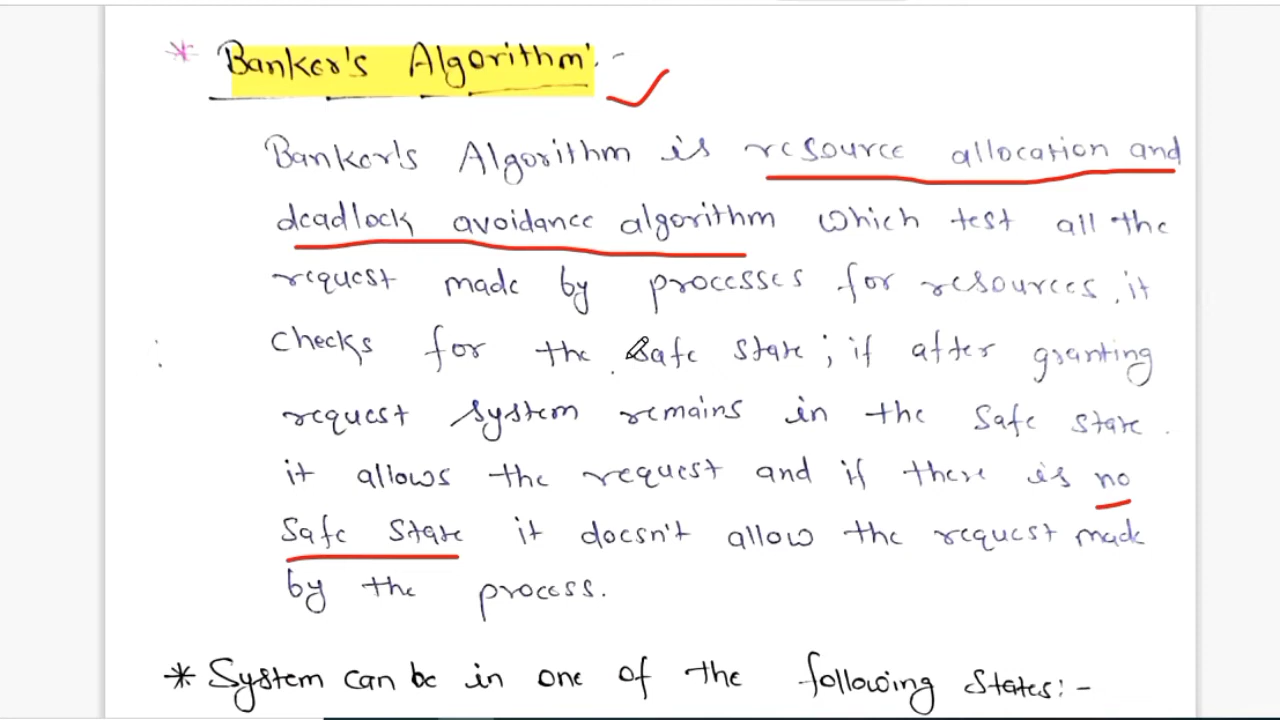 * Banker's Algorithm :-
Banker's Algorithm is resource allocation and
deadlock avoidance algorithm which test all the
request made by processes for resources, it
checks for the safe state ; if after granting
request system remains in the safe state.
it allows the request and if there is no
safe state it doesn't allow the request made
by the process.
* System can be in one of the following states :-